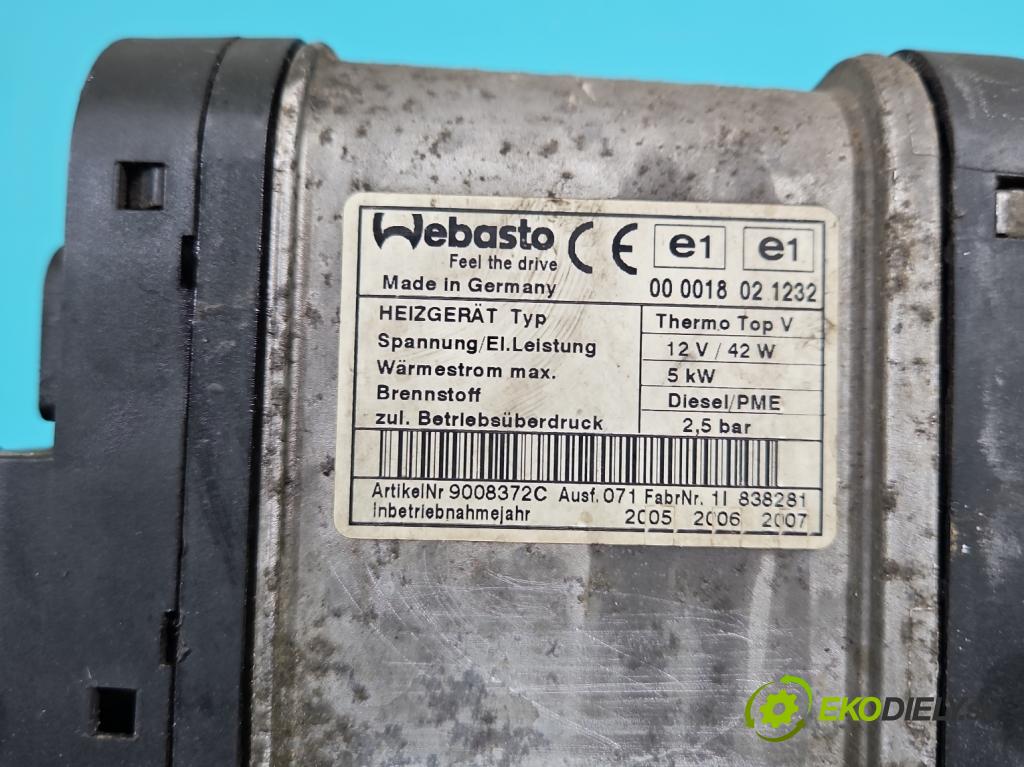 Webasto CE e1 e1
Feel the drive
Made in Germany 00 0018 02 1232
HEIZGERÄT Typ Thermo Top V
Spannung/El.Leistung 12 V / 42 W
Wärmestrom max. 5 kW
Brennstoff Diesel/PME
zul. Betriebsüberdruck 2,5 bar
ArtikelNr 9008372C Ausf. 071 FabrNr. 1I 838281
Inbetriebnahmejahr 2005 2006 2007